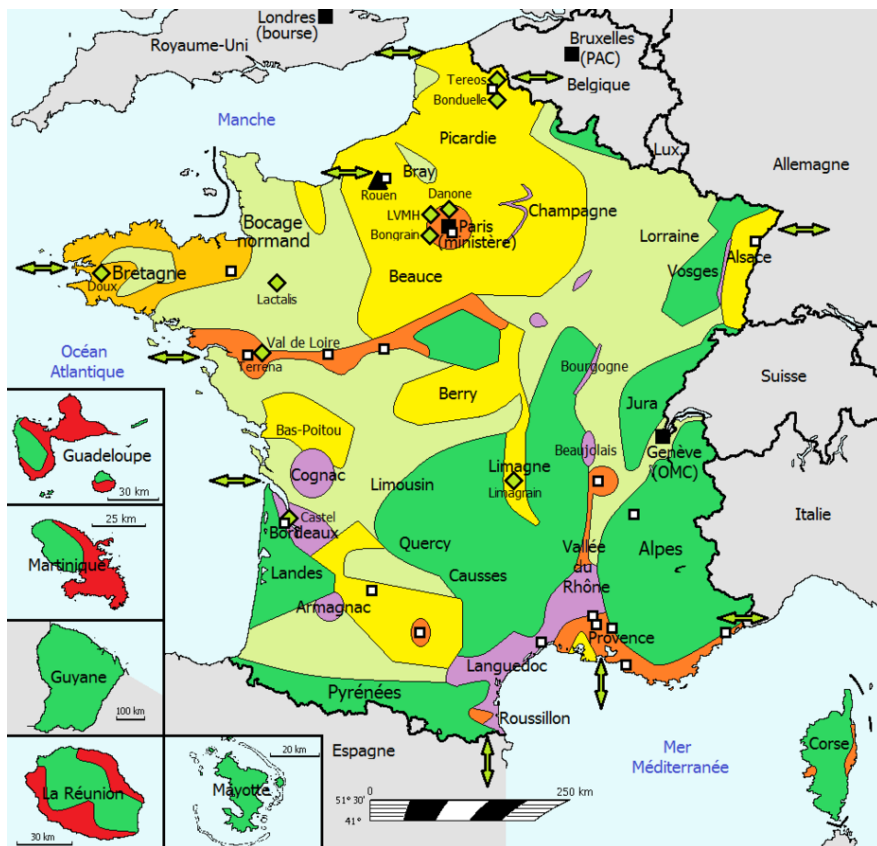 Londres
(bourse)
Royaume-Uni
Bruxelles
(PAC)
Belgique
Tereos
Bonduelle
Manche
Picardie
Lux.
Allemagne
Bray
Rouen
Danone
LVMH
Champagne
Bocage
normand
Paris
(ministère)
Bongrain
Lorraine
Alsace
Vosges
Bretagne
Doux
Beauce
Lactalis
Océan
Atlantique
Val de Loire
Terrena
Bourgogne
Suisse
Berry
Jura
Bas-Poitou
Guadeloupe
30 km
Cognac
Limousin
Limagne
Limagrain
Beaujolais
Genève
(OMC)
25 km
Martinique
Castel
Bordeaux
Italie
Quercy
Vallée
du
Rhône
Alpes
Landes
Causses
Armagnac
Provence
Guyane
100 km
Languedoc
Pyrénées
Roussillon
Espagne
Mer
Méditerranée
Corse
20 km
La Réunion
Mayotte
30 km
0
250 km
51° 30'
41°